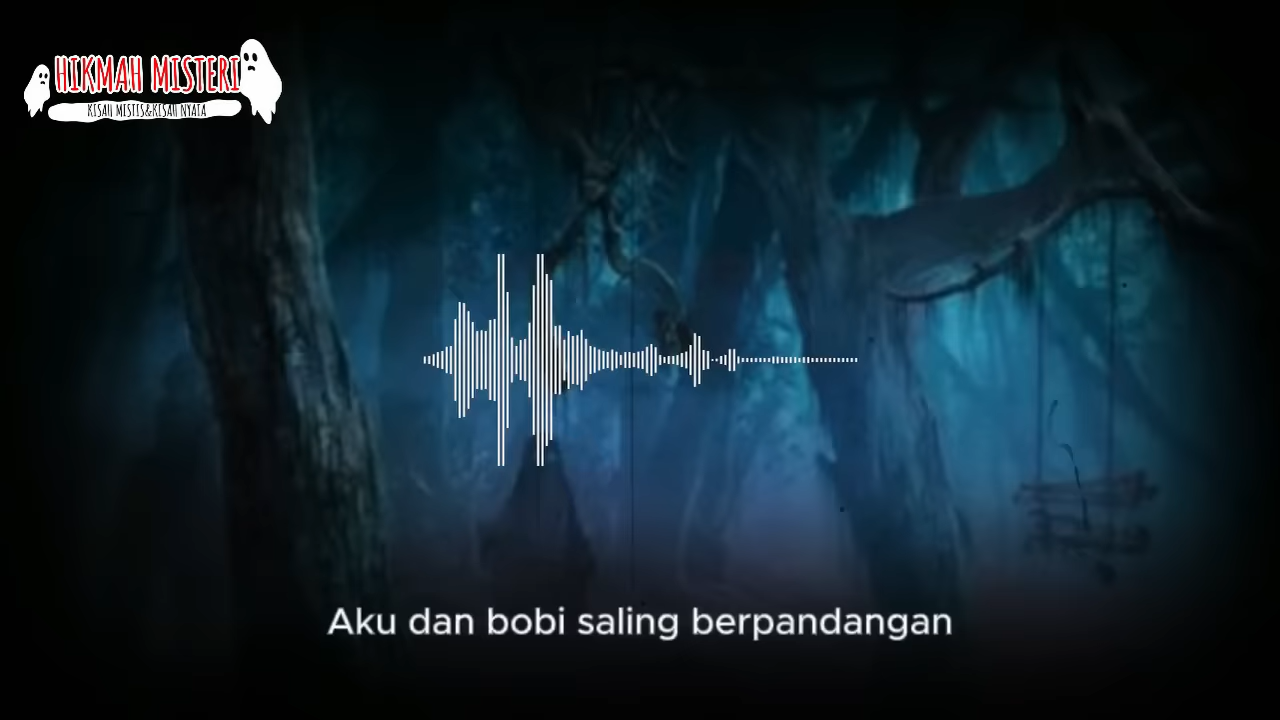 HIKMAH MISTERI
KISAH MISTIS&KISAH NYATA
Aku dan bobi saling berpandangan